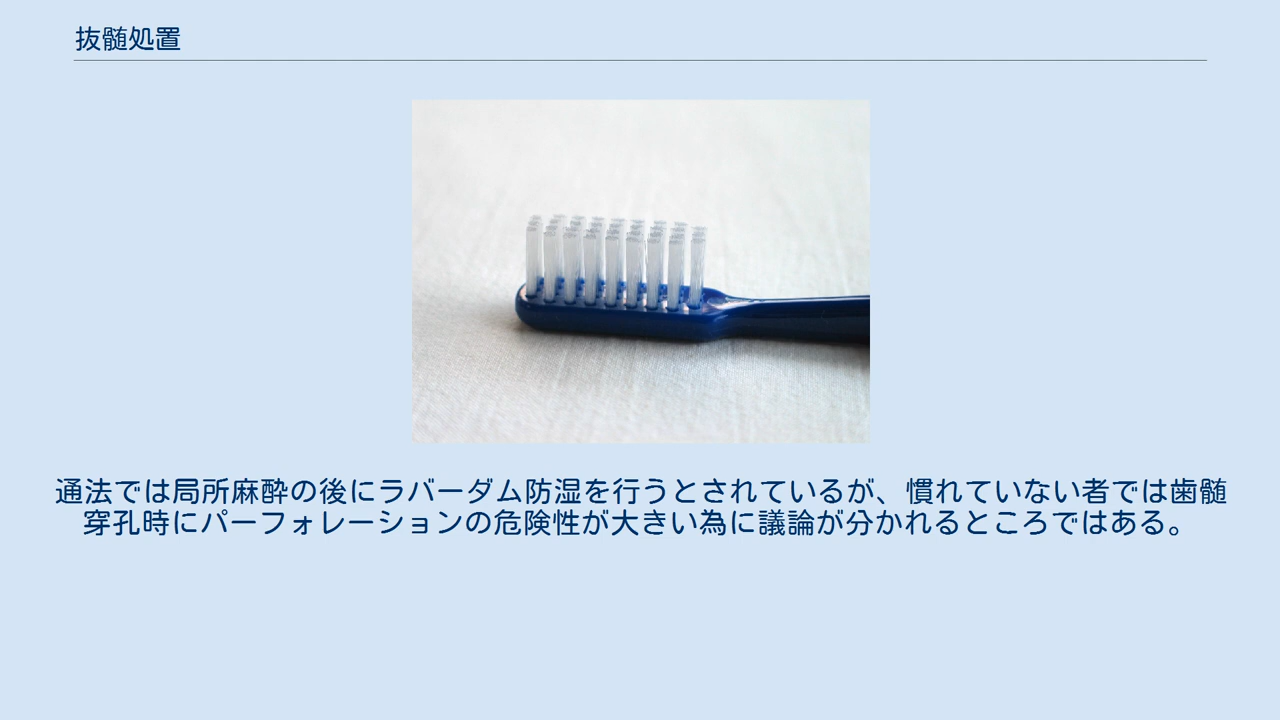 抜髄処置
通法では局所麻酔の後にラバーダム防湿を行うとされているが、慣れていない者では歯髄
穿孔時にパーフォレーションの危険性が大きい為に議論が分かれるところではある。